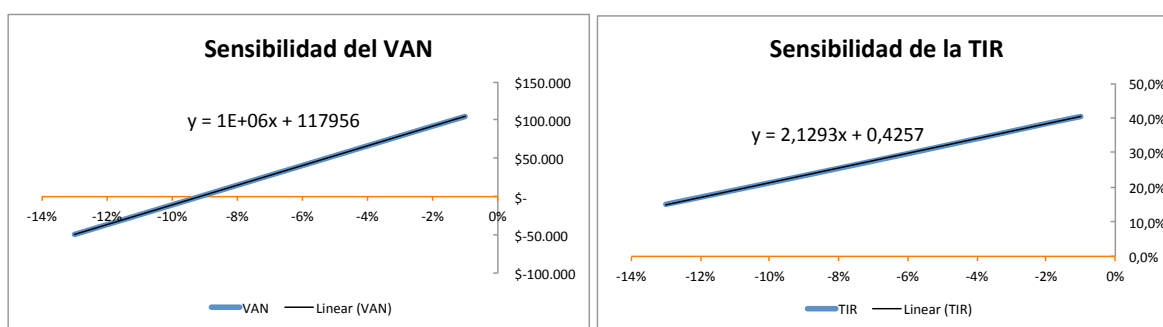 Sensibilidad del VAN
$150.000
y = 1E+06x + 117956
$100.000
$50.000
$-
-14% -12% -10% -8% -6% -4% -2% 0%
$-50.000
$-100.000
VAN Linear (VAN)
Sensibilidad de la TIR
50,0%
y = 2,1293x + 0,4257
40,0%
30,0%
20,0%
10,0%
0,0%
-14% -12% -10% -8% -6% -4% -2% 0%
TIR Linear (TIR)